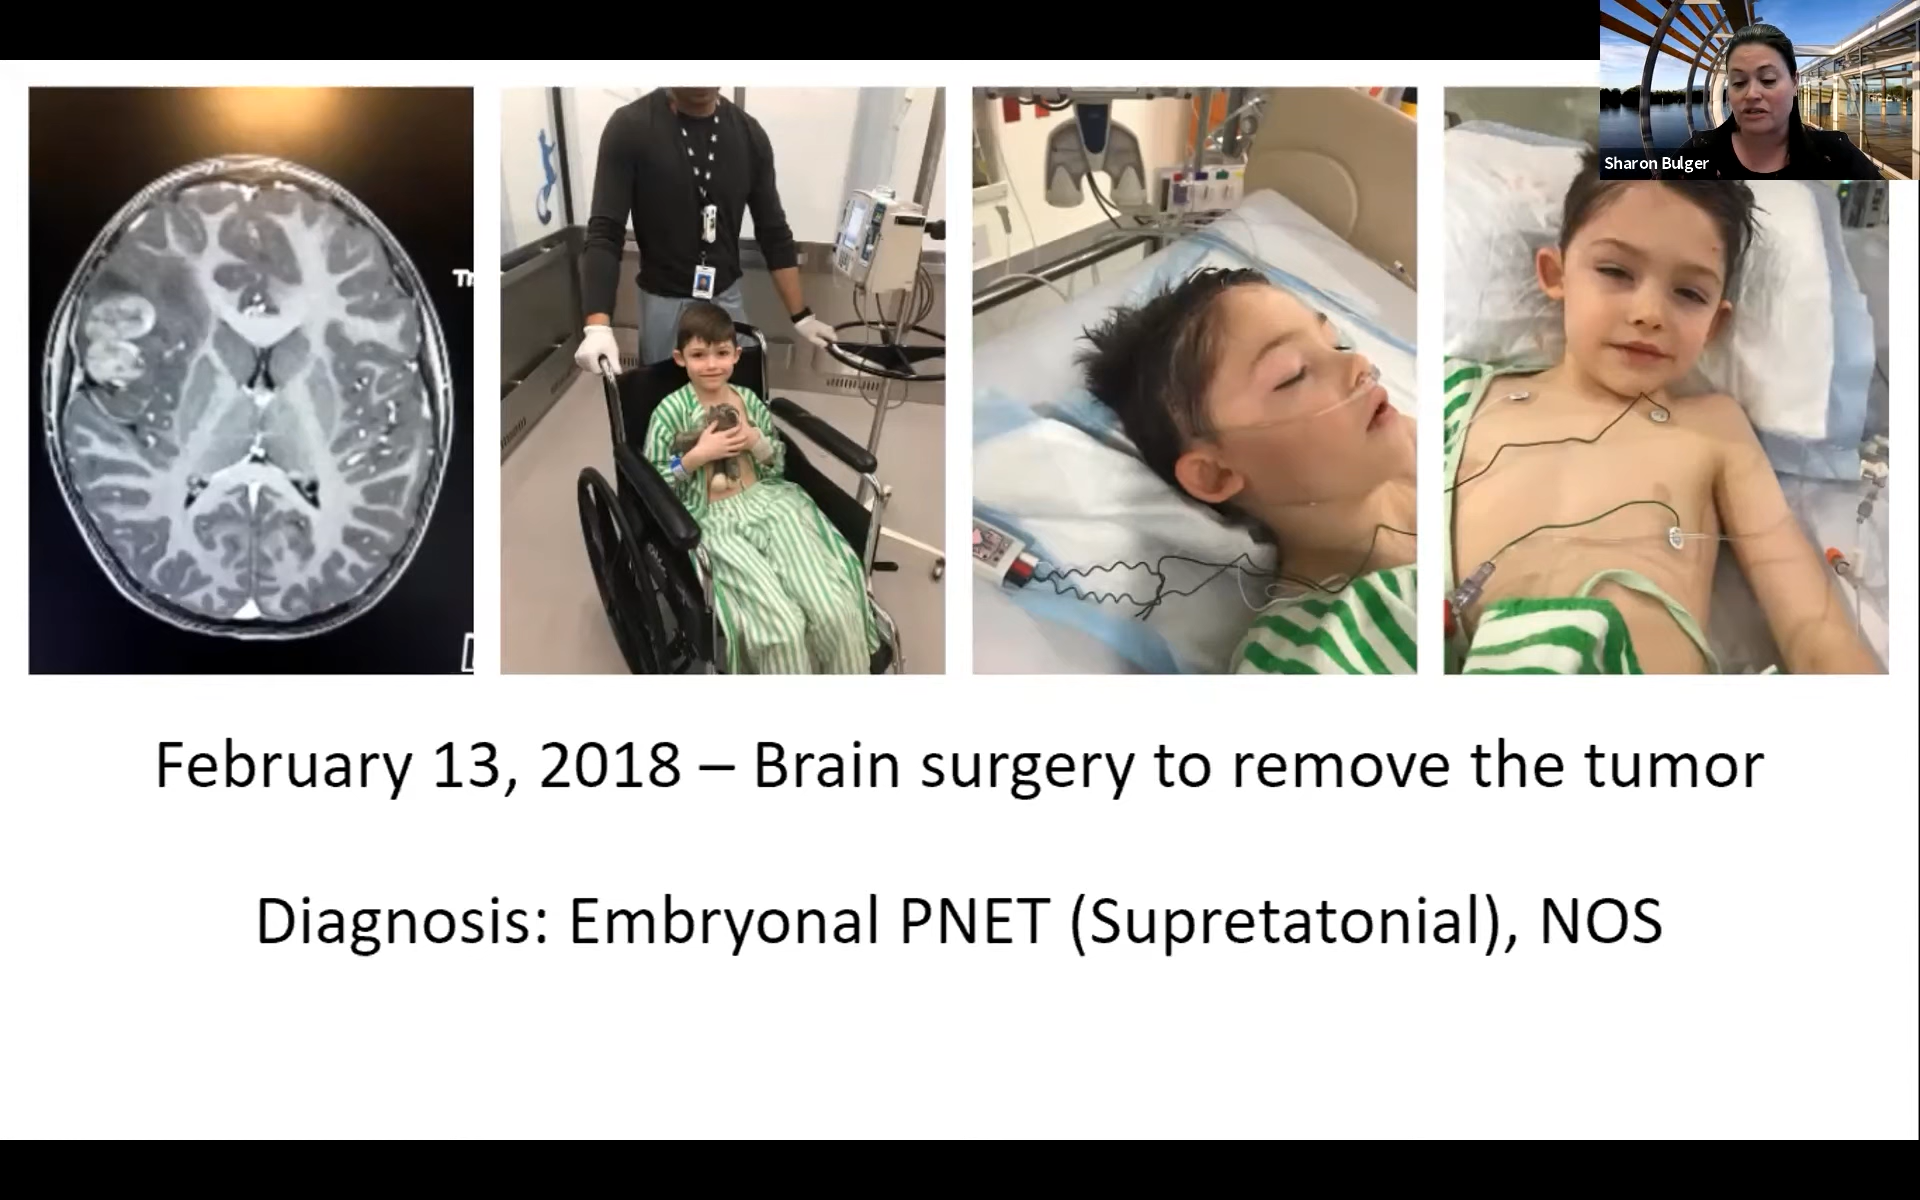 Sharon Bulger
February 13, 2018 – Brain surgery to remove the tumor
Diagnosis: Embryonal PNET (Supretatonial), NOS